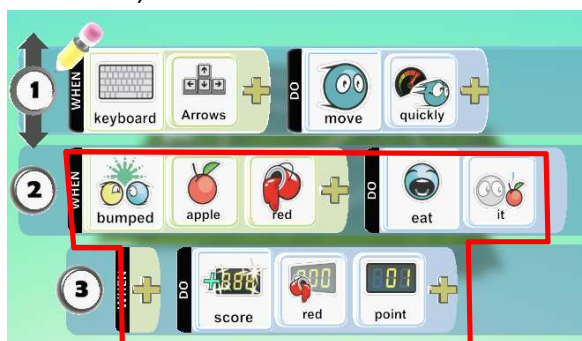 1 WHEN keyboard Arrows DO move quickly
2 WHEN bumped apple red DO eat it
3 WHEN DO score red 01 point